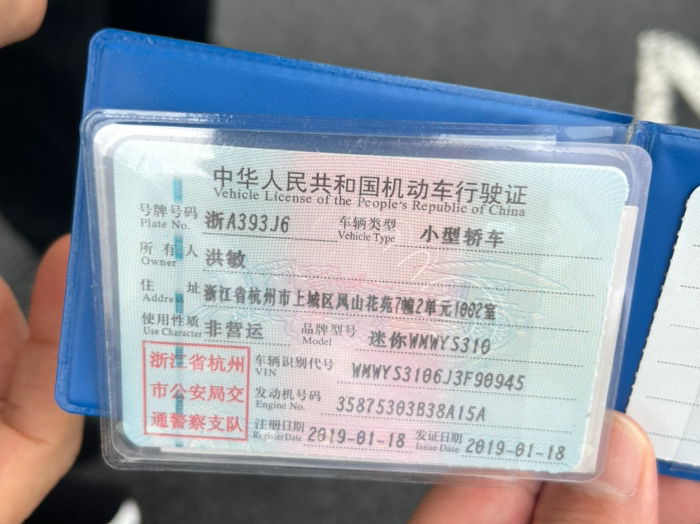 中华人民共和国机动车行驶证
Vehicle License of the People's Republic of China
号牌号码 浙A393J6 车辆类型 小型轿车
Plate No. Vehicle Type
所有人 洪敏
Owner
住址 浙江省杭州市上城区凤山花苑7幢2单元1002室
Address
使用性质 非营运 品牌型号 迷你WMWYS310
Use Character Model
浙江省杭州
市公安局交
通警察支队
车辆识别代号 WMWYS3106J3F90945
VIN
发动机号码 35875303B38A15A
Engine No.
注册日期 2019-01-18 发证日期 2019-01-18
Register Date Issue Date